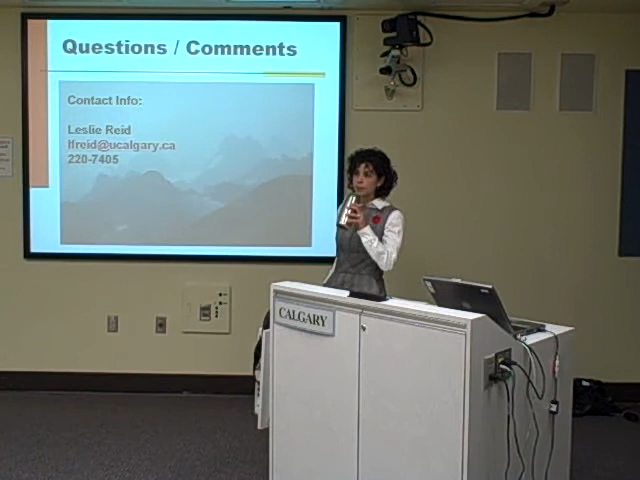 Questions / Comments
Contact Info:
Leslie Reid
lfreid@ucalgary.ca
220-7405
CALGARY